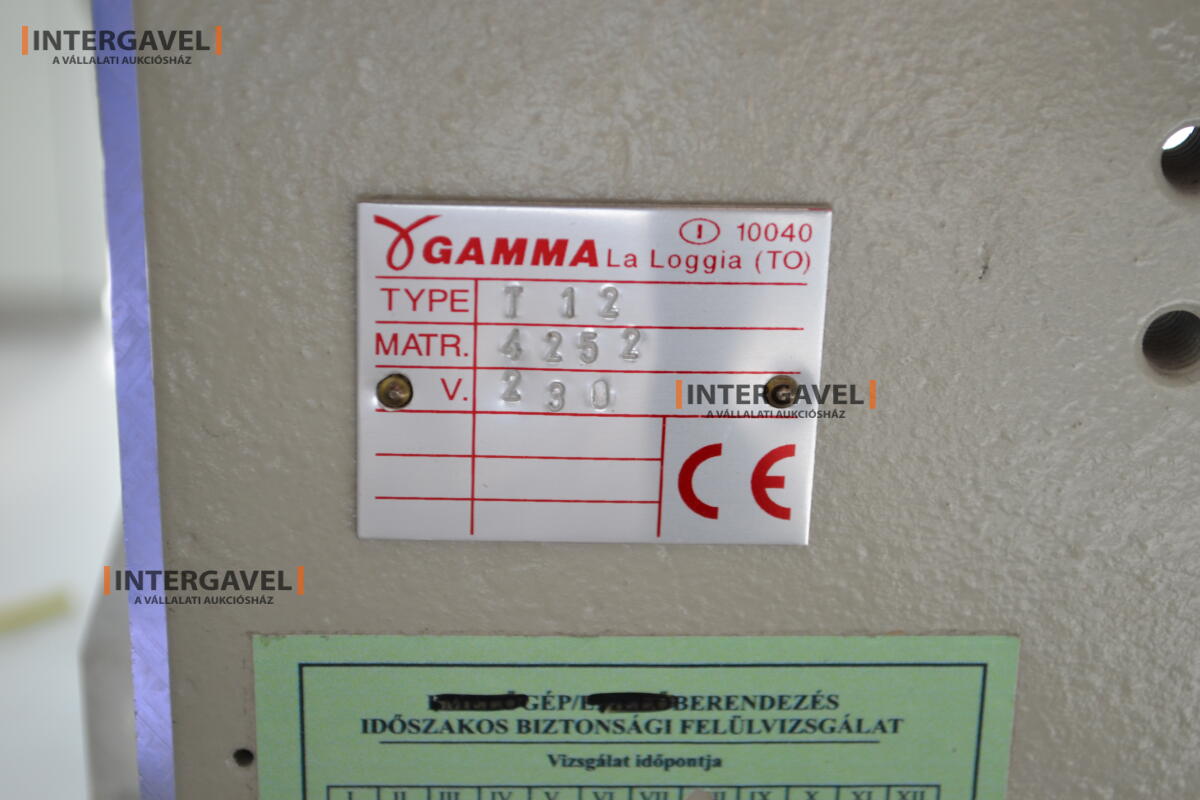 INTERGAVEL
A VÁLLALATI AUKCIÓSHÁZ
GAMMA I 10040
La Loggia (TO)
TYPE T 12
MATR. 4252
V. 230
INTERGAVEL
A VÁLLALATI AUKCIÓSHÁZ
CE
INTERGAVEL
A VÁLLALATI AUKCIÓSHÁZ
GÉP/ BERENDEZÉS
IDŐSZAKOS BIZTONSÁGI FELÜLVIZSGÁLAT
Vizsgálat időpontja
I. II. III. IV. V. VI. VII. IX. X. XI. XII.